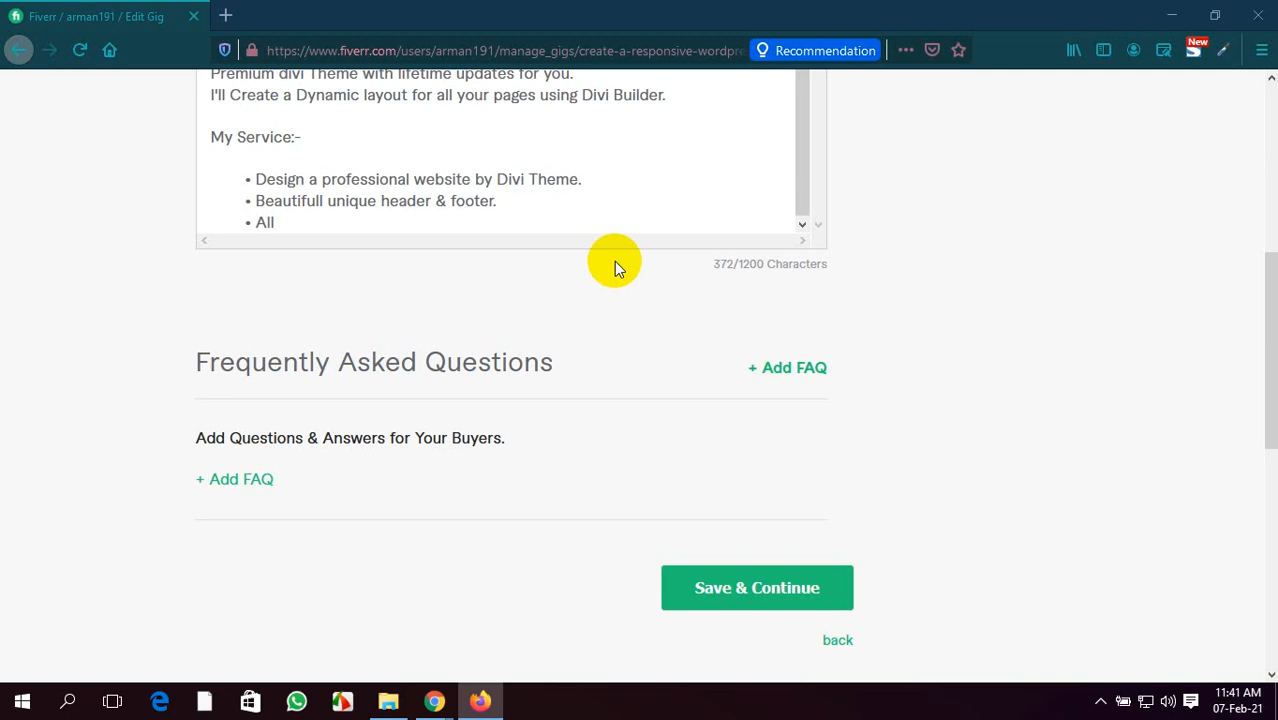 Fiverr / arman191 / Edit Gig
https://www.fiverr.com/users/arman191/manage_gigs/create-a-responsive-wordpre
Recommendation
New
Premium divi Theme with lifetime updates for you.
I'll Create a Dynamic layout for all your pages using Divi Builder.
My Service:-
• Design a professional website by Divi Theme.
• Beautifull unique header & footer.
• All
372/1200 Characters
Frequently Asked Questions
+ Add FAQ
Add Questions & Answers for Your Buyers.
+ Add FAQ
Save & Continue
back
11:41 AM
07-Feb-21